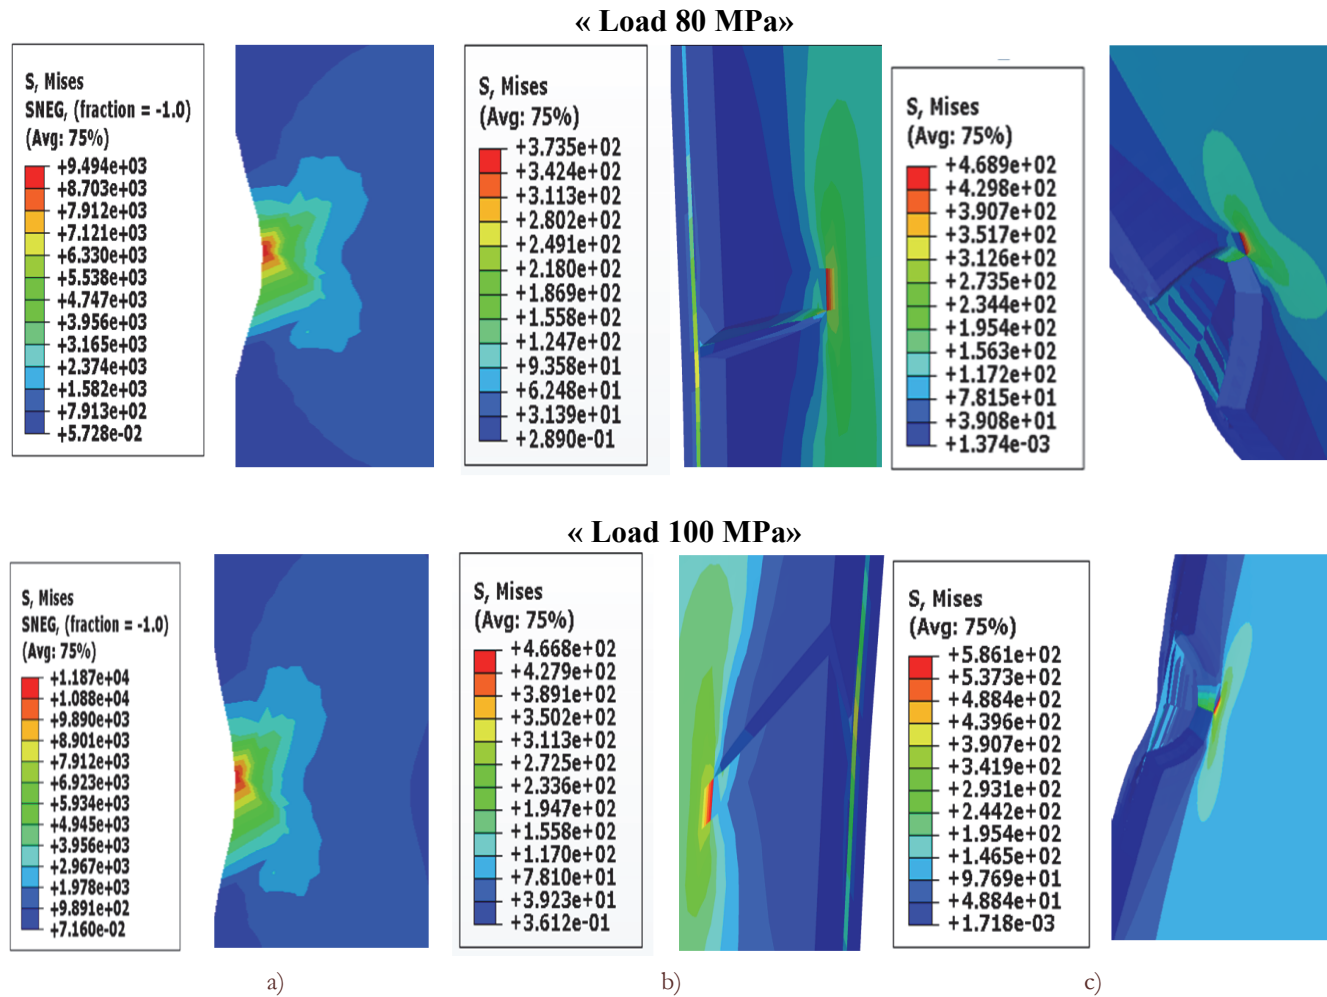 « Load 80 MPa»
S, Mises
SNEG, (fraction = -1.0)
(Avg: 75%)
+9.494e+03
+8.703e+03
+7.912e+03
+7.121e+03
+6.330e+03
+5.538e+03
+4.747e+03
+3.956e+03
+3.165e+03
+2.374e+03
+1.582e+03
+7.913e+02
+5.728e-02
S, Mises
(Avg: 75%)
+3.735e+02
+3.424e+02
+3.113e+02
+2.802e+02
+2.491e+02
+2.180e+02
+1.869e+02
+1.558e+02
+1.247e+02
+9.358e+01
+6.248e+01
+3.139e+01
+2.890e-01
S, Mises
(Avg: 75%)
+4.689e+02
+4.298e+02
+3.907e+02
+3.517e+02
+3.126e+02
+2.735e+02
+2.344e+02
+1.954e+02
+1.563e+02
+1.172e+02
+7.815e+01
+3.908e+01
+1.374e-03
« Load 100 MPa»
S, Mises
SNEG, (fraction = -1.0)
(Avg: 75%)
+1.187e+04
+1.088e+04
+9.890e+03
+8.901e+03
+7.912e+03
+6.923e+03
+5.934e+03
+4.945e+03
+3.956e+03
+2.967e+03
+1.978e+03
+9.891e+02
+7.160e-02
S, Mises
(Avg: 75%)
+4.668e+02
+4.279e+02
+3.891e+02
+3.502e+02
+3.113e+02
+2.725e+02
+2.336e+02
+1.947e+02
+1.558e+02
+1.170e+02
+7.810e+01
+3.923e+01
+3.612e-01
S, Mises
(Avg: 75%)
+5.861e+02
+5.373e+02
+4.884e+02
+4.396e+02
+3.907e+02
+3.419e+02
+2.931e+02
+2.442e+02
+1.954e+02
+1.465e+02
+9.769e+01
+4.884e+01
+1.718e-03
a)
b)
c)